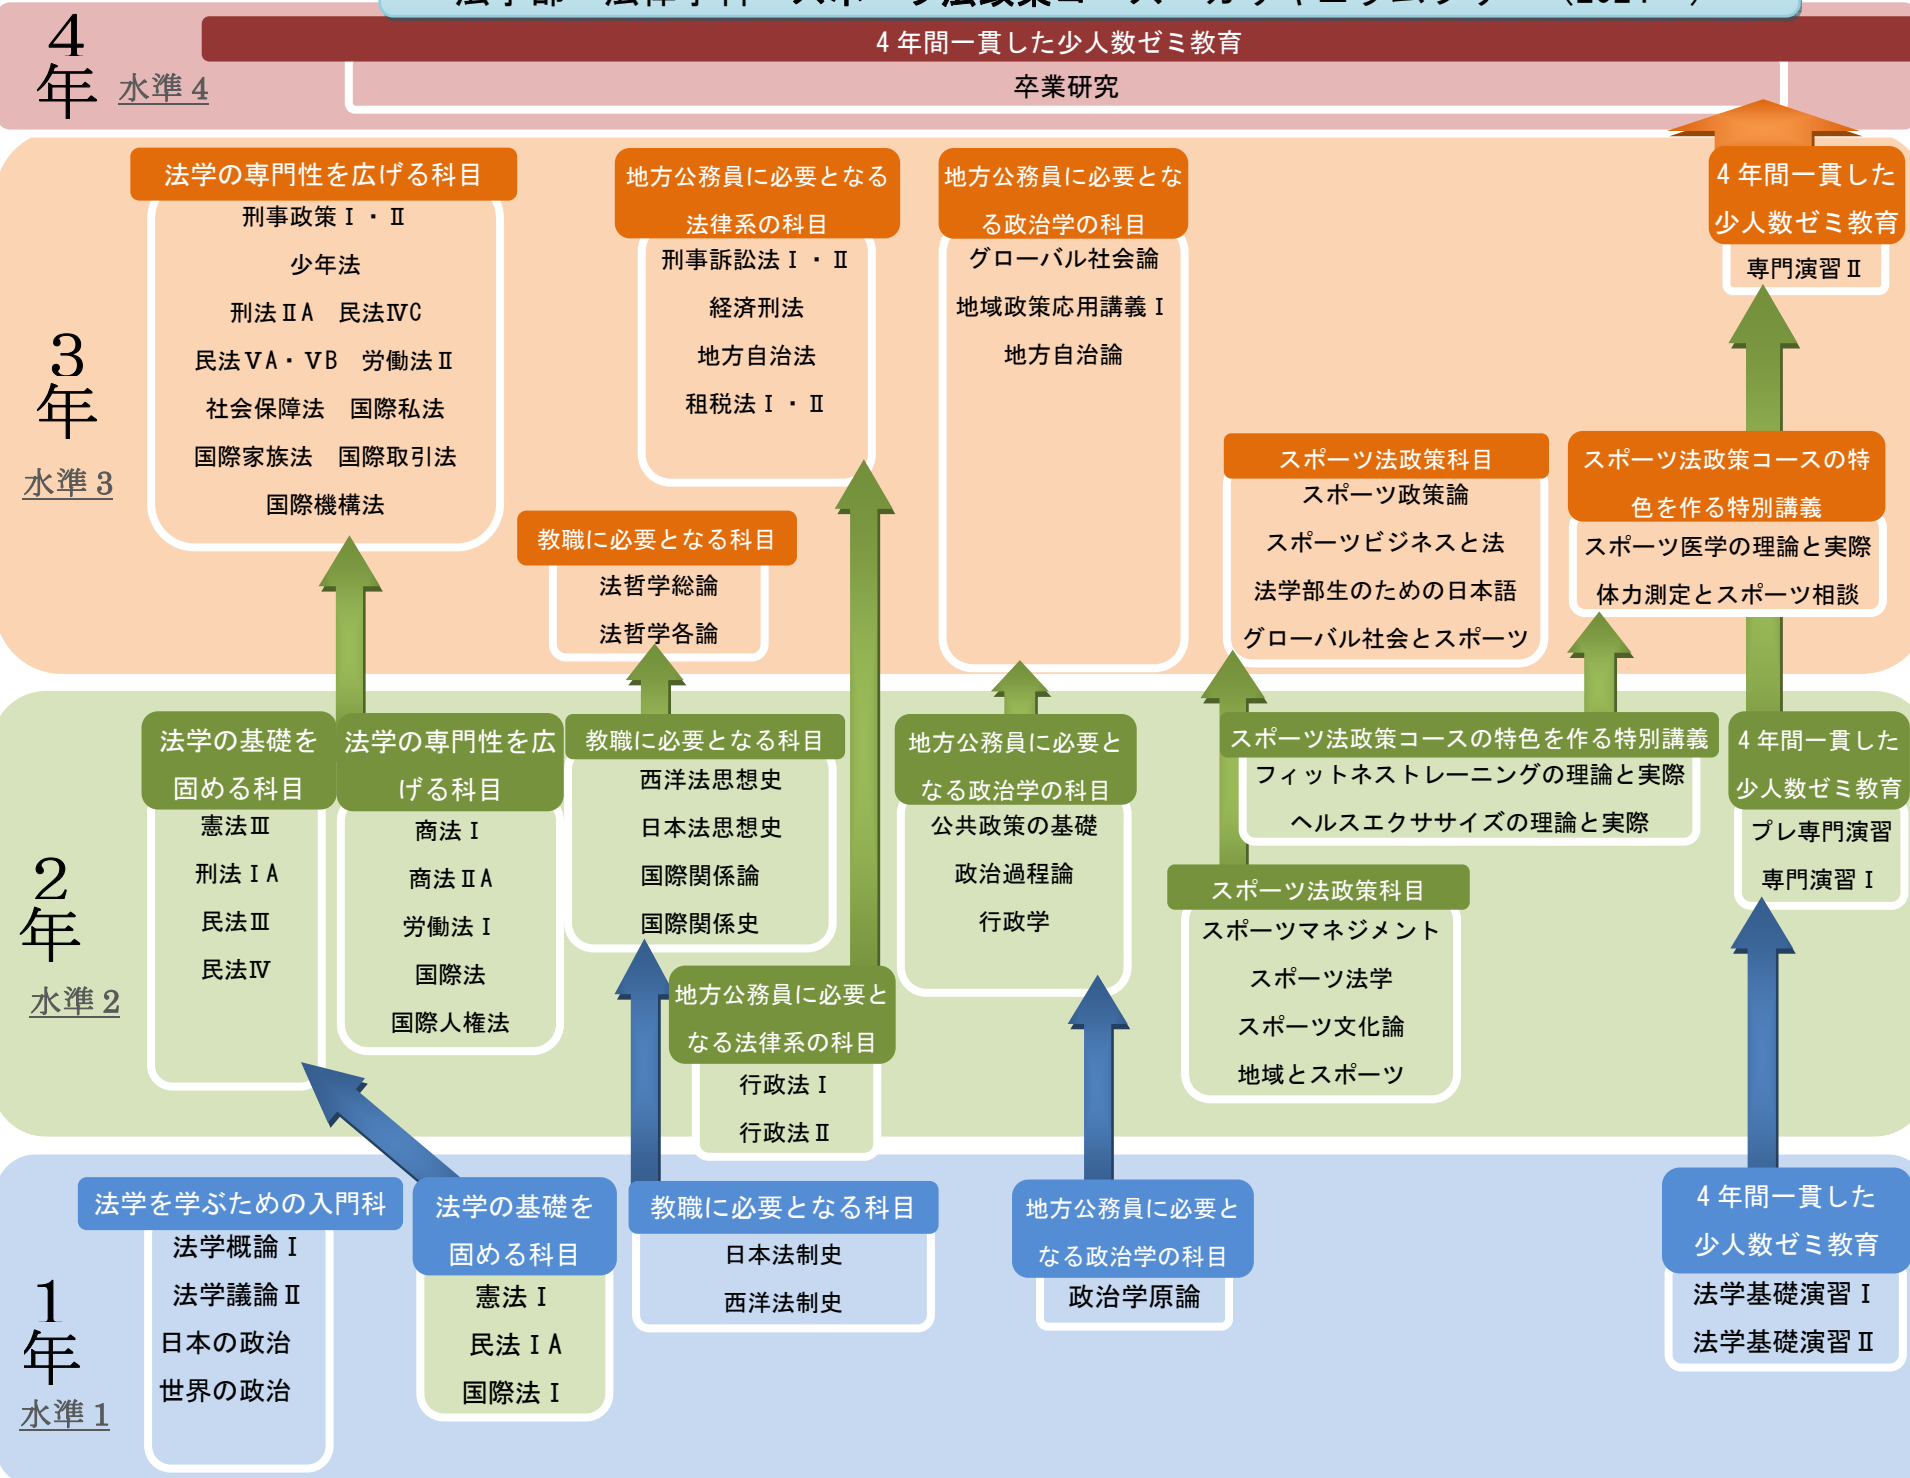 法学部 法律学科 スポーツ法政策コース カリキュラムツリー (2024～)
4年
水準4
4年間一貫した少人数ゼミ教育
卒業研究
3年
水準3
法学の専門性を広げる科目
刑事政策Ⅰ・Ⅱ
少年法
刑法ⅡA 民法ⅣC
民法ⅤA・ⅤB 労働法Ⅱ
社会保障法 国際私法
国際家族法 国際取引法
国際機構法
地方公務員に必要となる
法律系の科目
刑事訴訟法Ⅰ・Ⅱ
経済刑法
地方自治法
租税法Ⅰ・Ⅱ
地方公務員に必要とな
る政治学の科目
グローバル社会論
地域政策応用講義Ⅰ
地方自治論
4年間一貫した
少人数ゼミ教育
専門演習Ⅱ
教職に必要となる科目
法哲学総論
法哲学各論
スポーツ法政策科目
スポーツ政策論
スポーツビジネスと法
法学部生のための日本語
グローバル社会とスポーツ
スポーツ法政策コースの特
色を作る特別講義
スポーツ医学の理論と実際
体力測定とスポーツ相談
2年
水準2
法学の基礎を
固める科目
憲法Ⅲ
刑法ⅠA
民法Ⅲ
民法Ⅳ
法学の専門性を広
げる科目
商法Ⅰ
商法ⅡA
労働法Ⅰ
国際法
国際人権法
教職に必要となる科目
西洋法思想史
日本法思想史
国際関係論
国際関係史
地方公務員に必要と
なる法律系の科目
行政法Ⅰ
行政法Ⅱ
地方公務員に必要と
なる政治学の科目
公共政策の基礎
政治過程論
行政学
スポーツ法政策コースの特色を作る特別講義
フィットネストレーニングの理論と実際
ヘルスエクササイズの理論と実際
スポーツ法政策科目
スポーツマネジメント
スポーツ法学
スポーツ文化論
地域とスポーツ
4年間一貫した
少人数ゼミ教育
プレ専門演習
専門演習Ⅰ
1年
水準1
法学を学ぶための入門科
法学概論Ⅰ
法学議論Ⅱ
日本の政治
世界の政治
法学の基礎を
固める科目
憲法Ⅰ
民法ⅠA
国際法Ⅰ
教職に必要となる科目
日本法制史
西洋法制史
地方公務員に必要と
なる政治学の科目
政治学原論
4年間一貫した
少人数ゼミ教育
法学基礎演習Ⅰ
法学基礎演習Ⅱ